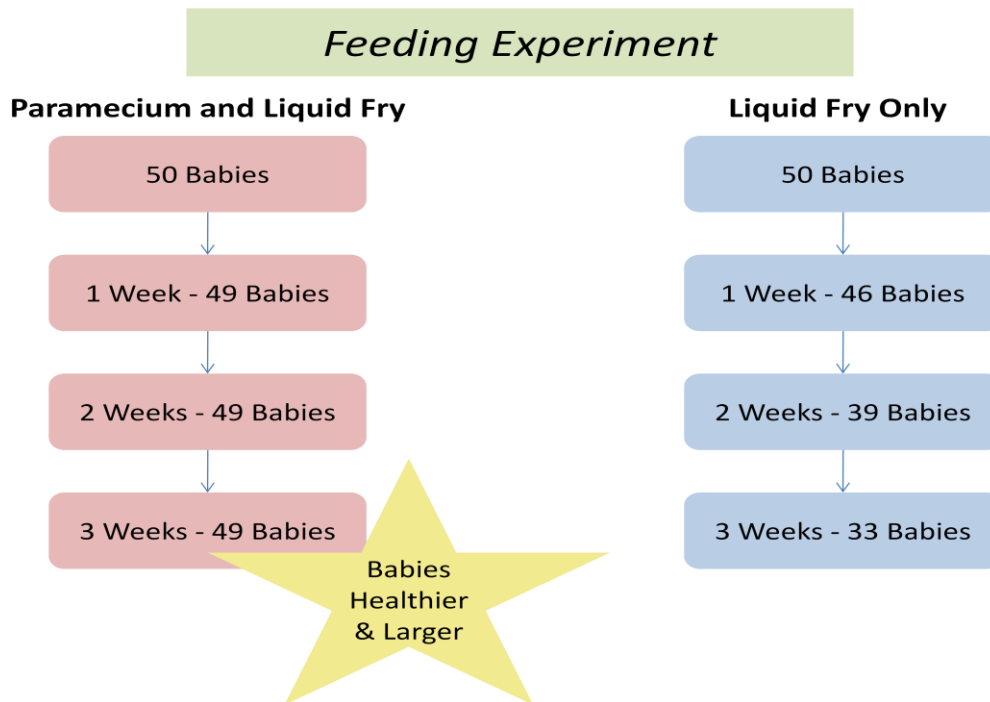 Feeding Experiment
Paramecium and Liquid Fry
50 Babies
1 Week - 49 Babies
2 Weeks - 49 Babies
3 Weeks - 49 Babies
Babies
Healthier
& Larger
Liquid Fry Only
50 Babies
1 Week - 46 Babies
2 Weeks - 39 Babies
3 Weeks - 33 Babies